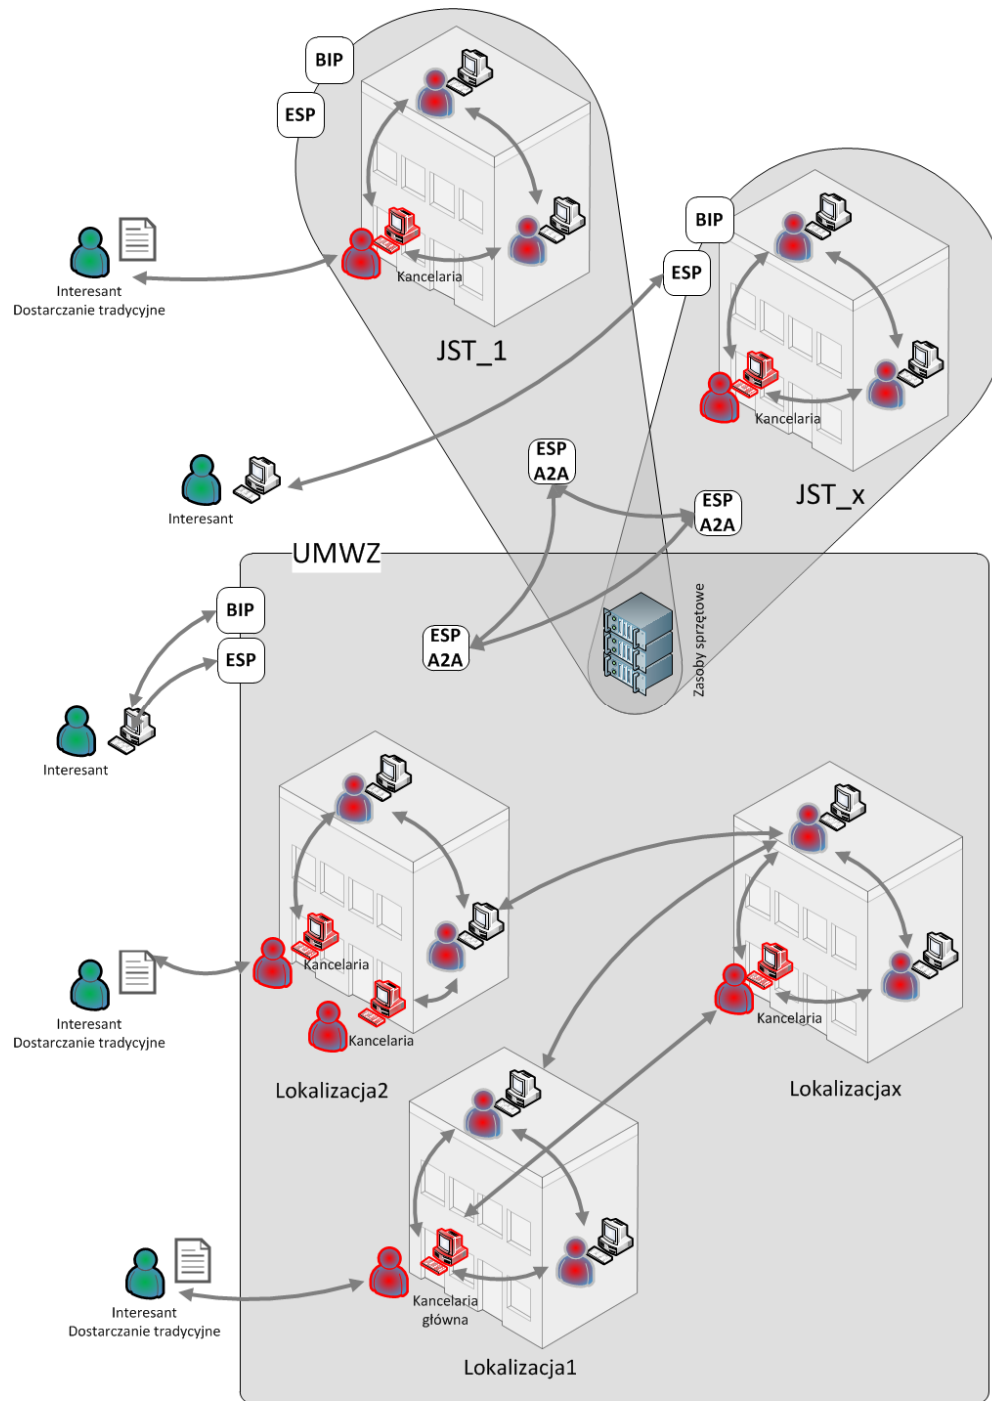 BIP
ESP
Kancelaria
JST_1
Interesant
Dostarczanie tradycyjne
BIP
ESP
Kancelaria
JST_x
Interesant
ESP
A2A
ESP
A2A
ESP
A2A
UMWZ
BIP
ESP
Zasoby sprzętowe
Interesant
Kancelaria
Kancelaria
Lokalizacja2
Interesant
Dostarczanie tradycyjne
Kancelaria
Lokalizacjax
Kancelaria
główna
Lokalizacja1
Interesant
Dostarczanie tradycyjne